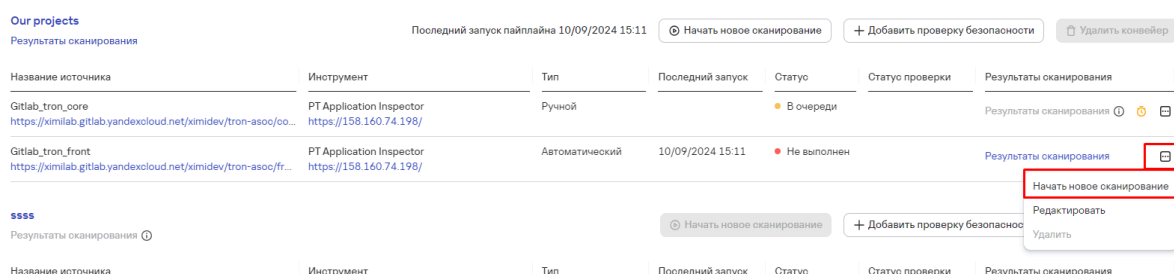 Our projects
Результаты сканирования
Последний запуск пайплайна 10/09/2024 15:11
Начать новое сканирование
Добавить проверку безопасности
Удалить конвейер
Название источника Инструмент Тип Последний запуск Статус Статус проверки Результаты сканирования
Gitlab_tron_core PT Application Inspector Ручной В очереди Результаты сканирования
https://ximilab.gitlab.yandexcloud.net/ximidev/tron-asoc/co... https://158.160.74.198/
Gitlab_tron_front PT Application Inspector Автоматический 10/09/2024 15:11 Не выполнен Результаты сканирования
https://ximilab.gitlab.yandexcloud.net/ximidev/tron-asoc/fr... https://158.160.74.198/
Начать новое сканирование
Редактировать
Удалить
ssss
Результаты сканирования
Начать новое сканирование
Добавить проверку безопаснос
Название источника Инструмент Тип Последний запуск Статус Статус проверки Результаты сканирования